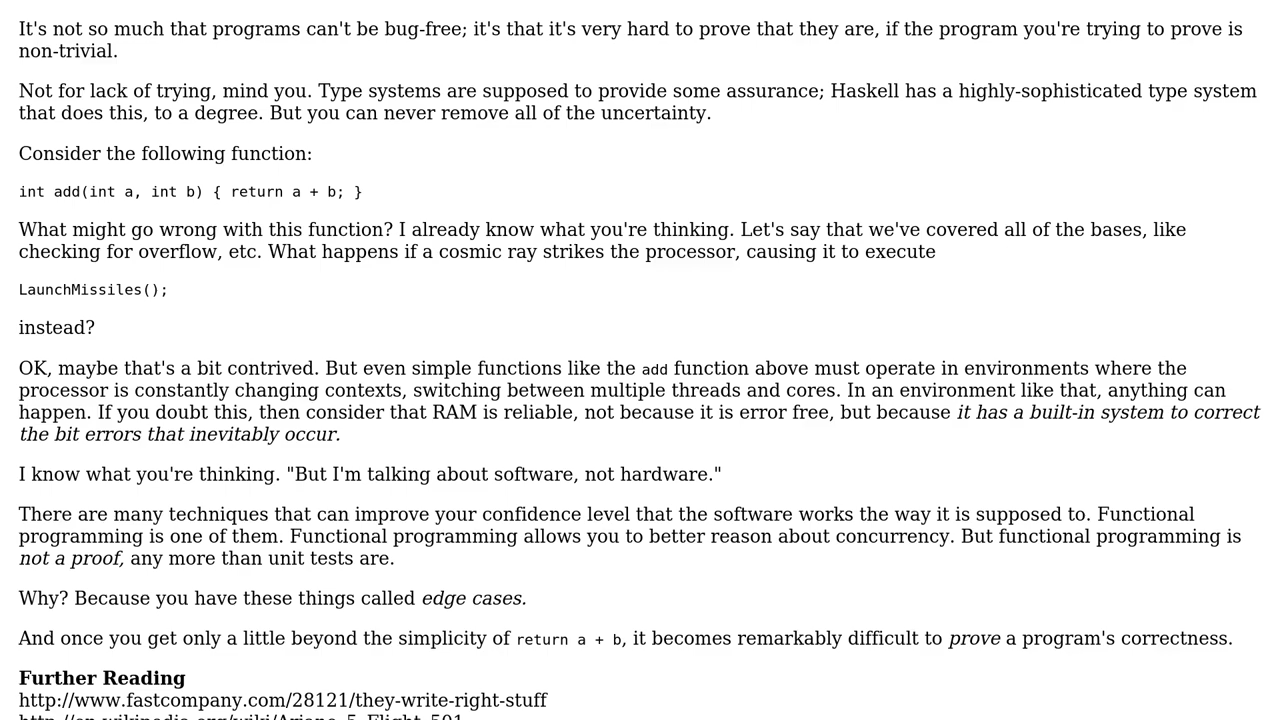 It's not so much that programs can't be bug-free; it's that it's very hard to prove that they are, if the program you're trying to prove is
non-trivial.
Not for lack of trying, mind you. Type systems are supposed to provide some assurance; Haskell has a highly-sophisticated type system
that does this, to a degree. But you can never remove all of the uncertainty.
Consider the following function:
int add(int a, int b) { return a + b; }
What might go wrong with this function? I already know what you're thinking. Let's say that we've covered all of the bases, like
checking for overflow, etc. What happens if a cosmic ray strikes the processor, causing it to execute
LaunchMissiles();
instead?
OK, maybe that's a bit contrived. But even simple functions like the add function above must operate in environments where the
processor is constantly changing contexts, switching between multiple threads and cores. In an environment like that, anything can
happen. If you doubt this, then consider that RAM is reliable, not because it is error free, but because it has a built-in system to correct
the bit errors that inevitably occur.
I know what you're thinking. "But I'm talking about software, not hardware."
There are many techniques that can improve your confidence level that the software works the way it is supposed to. Functional
programming is one of them. Functional programming allows you to better reason about concurrency. But functional programming is
not a proof, any more than unit tests are.
Why? Because you have these things called edge cases.
And once you get only a little beyond the simplicity of return a + b, it becomes remarkably difficult to prove a program's correctness.
Further Reading
http://www.fastcompany.com/28121/they-write-right-stuff
http://en.wikipedia.org/wiki/Ariane_5_Flight_501